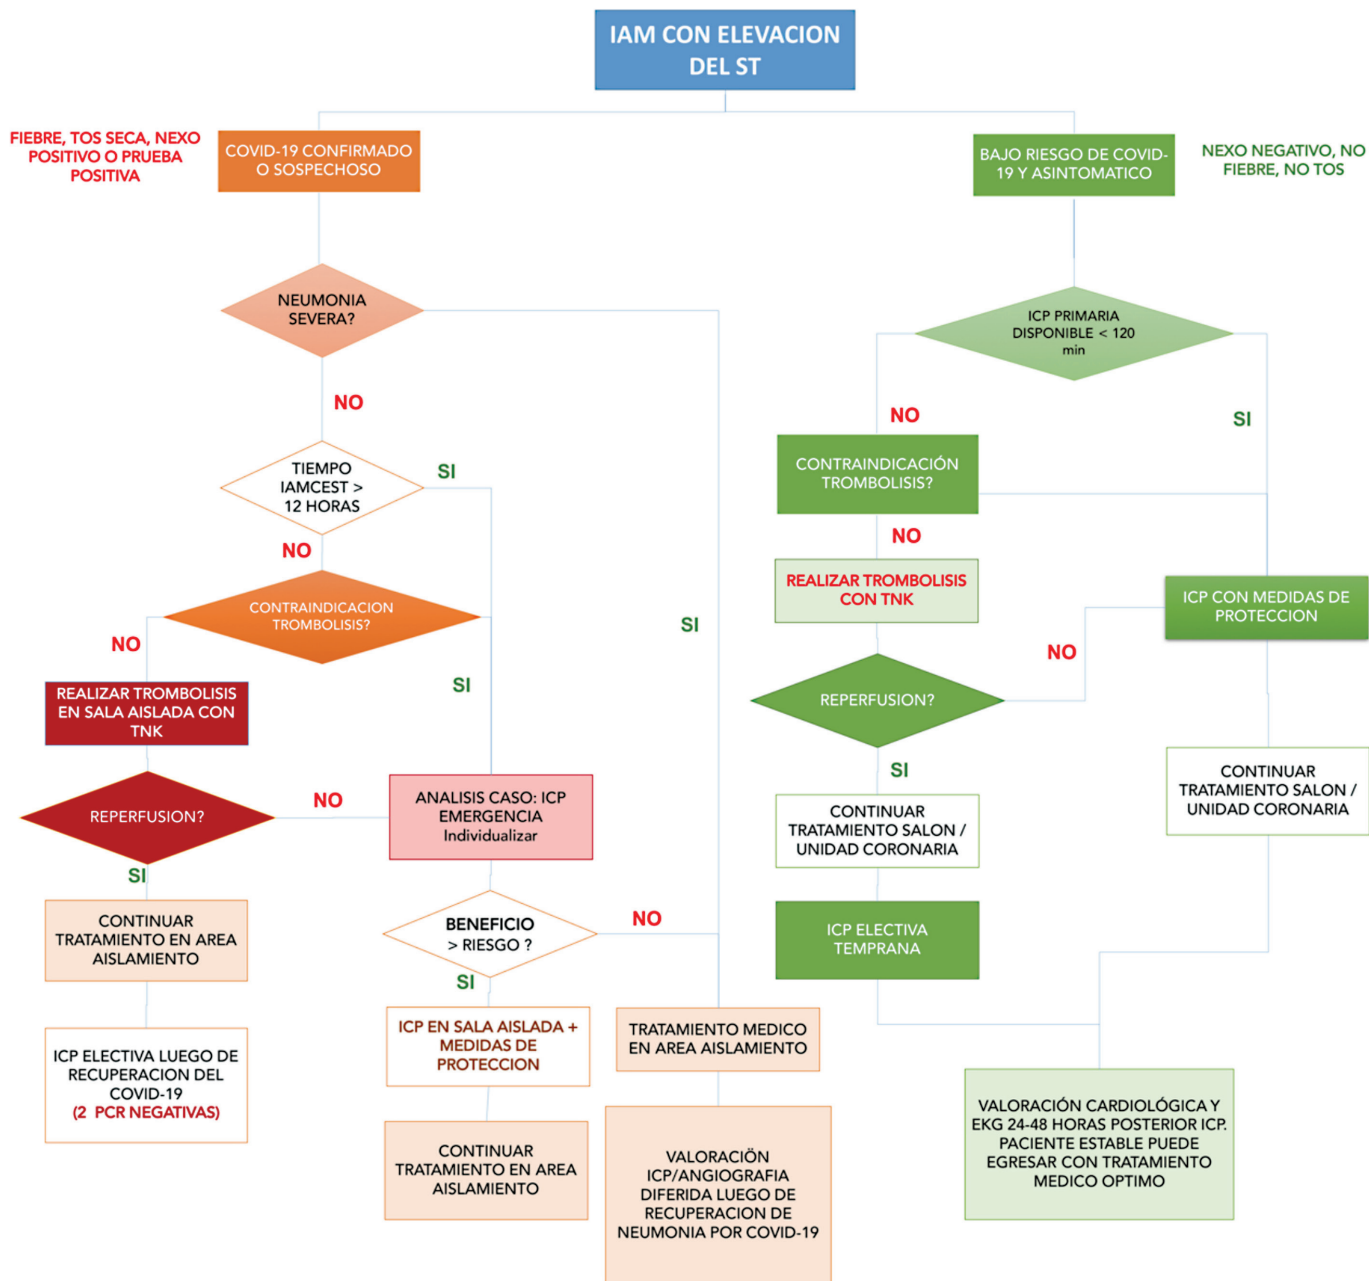 IAM CON ELEVACION
DEL ST
FIEBRE, TOS SECA, NEXO
POSITIVO O PRUEBA
POSITIVA
COVID-19 CONFIRMADO
O SOSPECHOSO
BAJO RIESGO DE COVID-
19 Y ASINTOMATICO
NEXO NEGATIVO, NO
FIEBRE, NO TOS
NEUMONIA
SEVERA?
NO
SI
TIEMPO
IAMCEST >
12 HORAS
SI
NO
CONTRAINDICACION
TROMBOLISIS?
NO
SI
REALIZAR TROMBOLISIS
EN SALA AISLADA CON
TNK
REPERFUSION?
NO
SI
ANALISIS CASO: ICP
EMERGENCIA
Individualizar
CONTINUAR
TRATAMIENTO EN AREA
AISLAMIENTO
BENEFICIO
> RIESGO ?
NO
SI
ICP ELECTIVA LUEGO DE
RECUPERACION DEL
COVID-19
(2 PCR NEGATIVAS)
ICP EN SALA AISLADA +
MEDIDAS DE
PROTECCION
CONTINUAR
TRATAMIENTO EN AREA
AISLAMIENTO
TRATAMIENTO MEDICO
EN AREA AISLAMIENTO
VALORACIÖN
ICP/ANGIOGRAFIA
DIFERIDA LUEGO DE
RECUPERACION DE
NEUMONIA POR COVID-19
ICP PRIMARIA
DISPONIBLE < 120
min
NO
SI
CONTRAINDICACIÓN
TROMBOLISIS?
NO
REALIZAR TROMBOLISIS
CON TNK
ICP CON MEDIDAS DE
PROTECCION
REPERFUSION?
NO
SI
CONTINUAR
TRATAMIENTO SALON /
UNIDAD CORONARIA
CONTINUAR
TRATAMIENTO SALON /
UNIDAD CORONARIA
ICP ELECTIVA
TEMPRANA
VALORACIÓN CARDIOLÓGICA Y
EKG 24-48 HORAS POSTERIOR ICP.
PACIENTE ESTABLE PUEDE
EGRESAR CON TRATAMIENTO
MEDICO OPTIMO